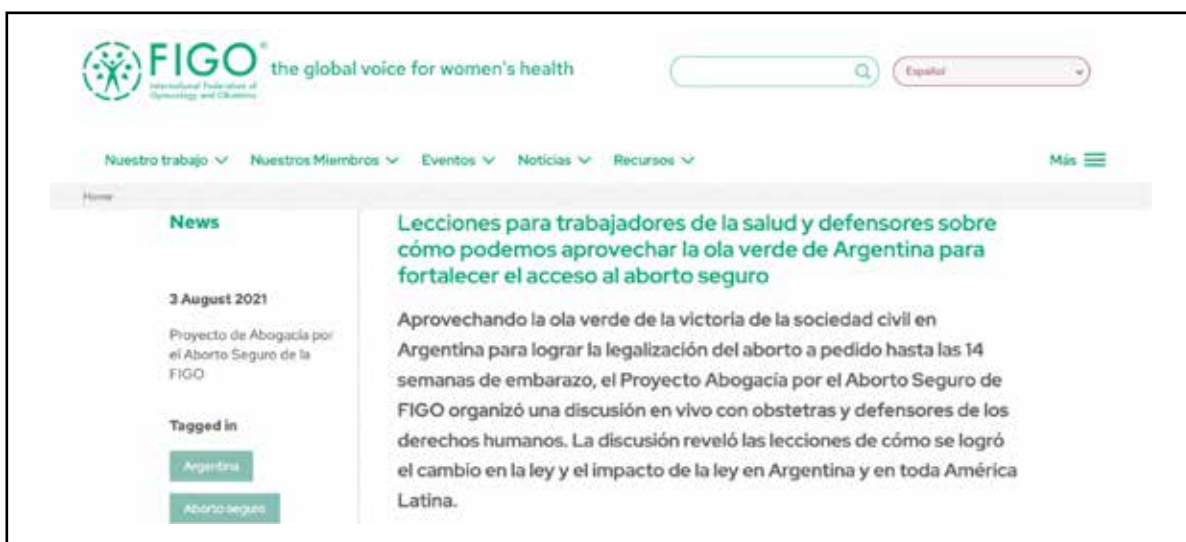 FIGO
the global voice for women's health
International Federation of
Gynecology and Obstetrics
Español
Nuestro trabajo
Nuestros Miembros
Eventos
Noticias
Recursos
Más
Home
News
Lecciones para trabajadores de la salud y defensores sobre
cómo podemos aprovechar la ola verde de Argentina para
fortalecer el acceso al aborto seguro
3 August 2021
Proyecto de Abogacía por
el Aborto Seguro de la
FIGO
Tagged in
Argentina
Aborto seguro
Aprovechando la ola verde de la victoria de la sociedad civil en
Argentina para lograr la legalización del aborto a pedido hasta las 14
semanas de embarazo, el Proyecto Abogacía por el Aborto Seguro de
FIGO organizó una discusión en vivo con obstetras y defensores de los
derechos humanos. La discusión reveló las lecciones de cómo se logró
el cambio en la ley y el impacto de la ley en Argentina y en toda América
Latina.